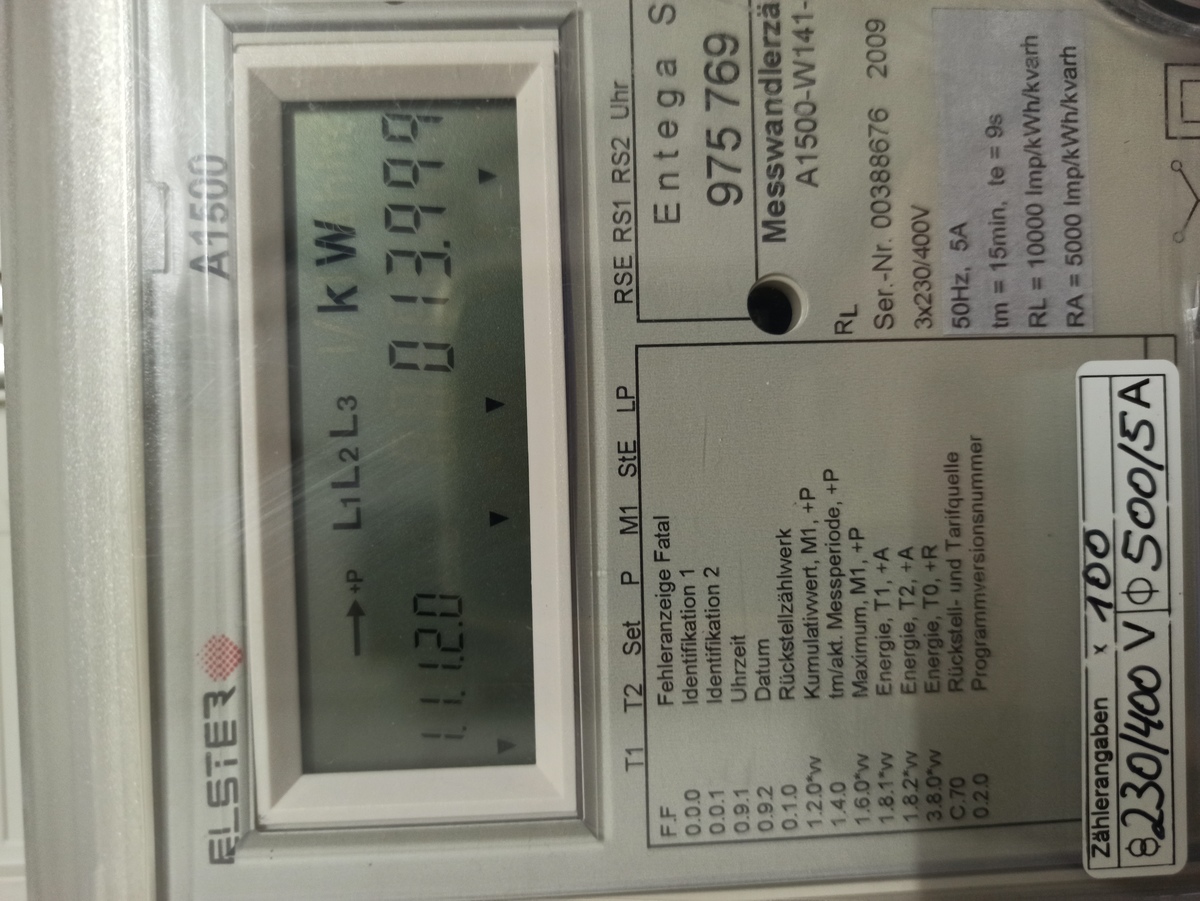 ELSTER
A1500
→ +P L1 L2 L3 kW
1.1.2.0 013.999
T1 T2 Set P M1 StE LP RSE RS1 RS2 Uhr
F.F Fehleranzeige Fatal
0.0.0 Identifikation 1
0.0.1 Identifikation 2
0.9.1 Uhrzeit
0.9.2 Datum
0.1.0 Rückstellzählwerk
1.2.0*vv Kumulativwert, M1, +P
1.4.0 tm/akt. Messperiode, +P
1.6.0*vv Maximum, M1, +P
1.8.1*vv Energie, T1, +A
1.8.2*vv Energie, T2, +A
3.8.0*vv Energie, T0, +R
C.70 Rückstell- und Tarifquelle
0.2.0 Programmversionsnummer
Entega S
975 769
Messwandlerzä
A1500-W141-
RL
Ser.-Nr. 00388676 2009
3x230/400V
50Hz, 5A
tm = 15min, te = 9s
RL = 10000 Imp/kWh/kvarh
RA = 5000 Imp/kWh/kvarh
Zählerangaben x 100
230/400 V 500/5A